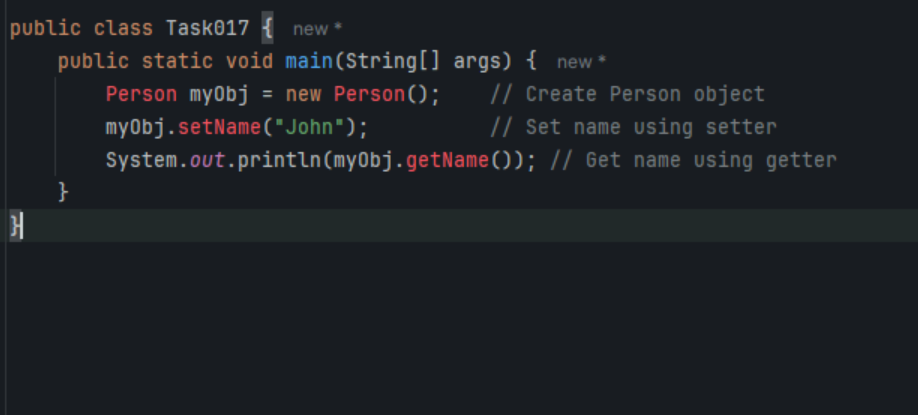 public class Task017 { new *
    public static void main(String[] args) { new *
        Person myObj = new Person();    // Create Person object
        myObj.setName("John");          // Set name using setter
        System.out.println(myObj.getName()); // Get name using getter
    }
}